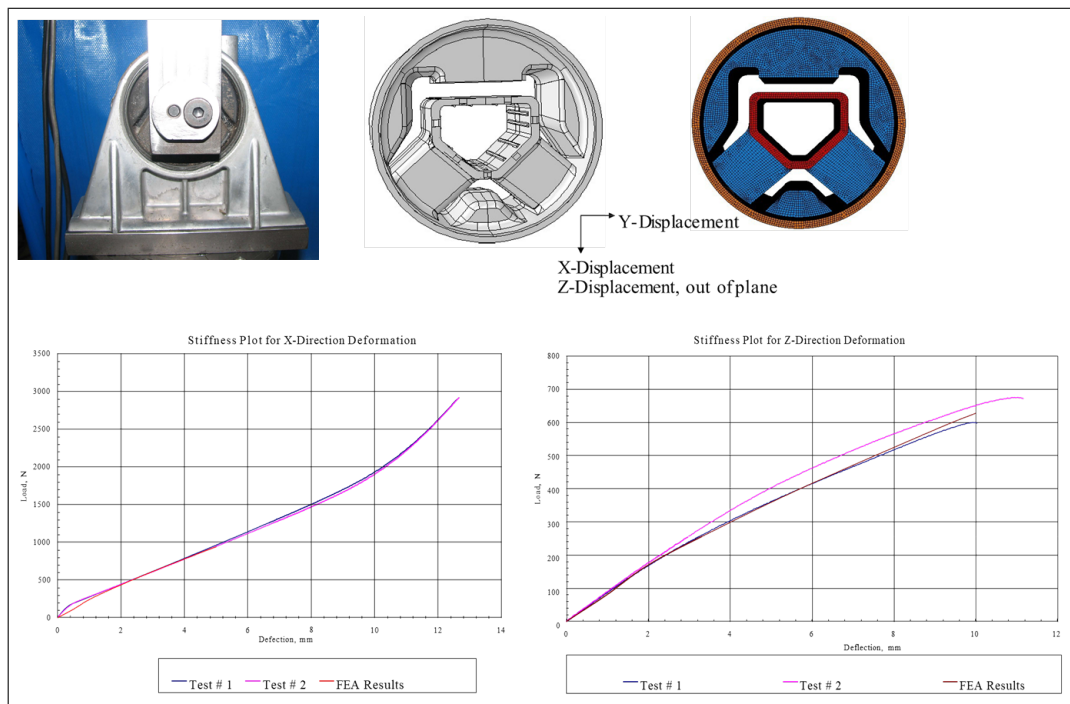 Y-Displacement
X-Displacement
Z-Displacement, out of plane
Stiffness Plot for X-Direction Deformation
3500
3000
2500
2000
1500
1000
500
0
Load, N
0 2 4 6 8 10 12 14
Defection, mm
Test # 1 Test # 2 FEA Results
Stiffness Plot for Z-Direction Deformation
800
700
600
500
400
300
200
100
0
Load, N
0 2 4 6 8 10 12
Deflection, mm
Test # 1 Test # 2 FEA Results